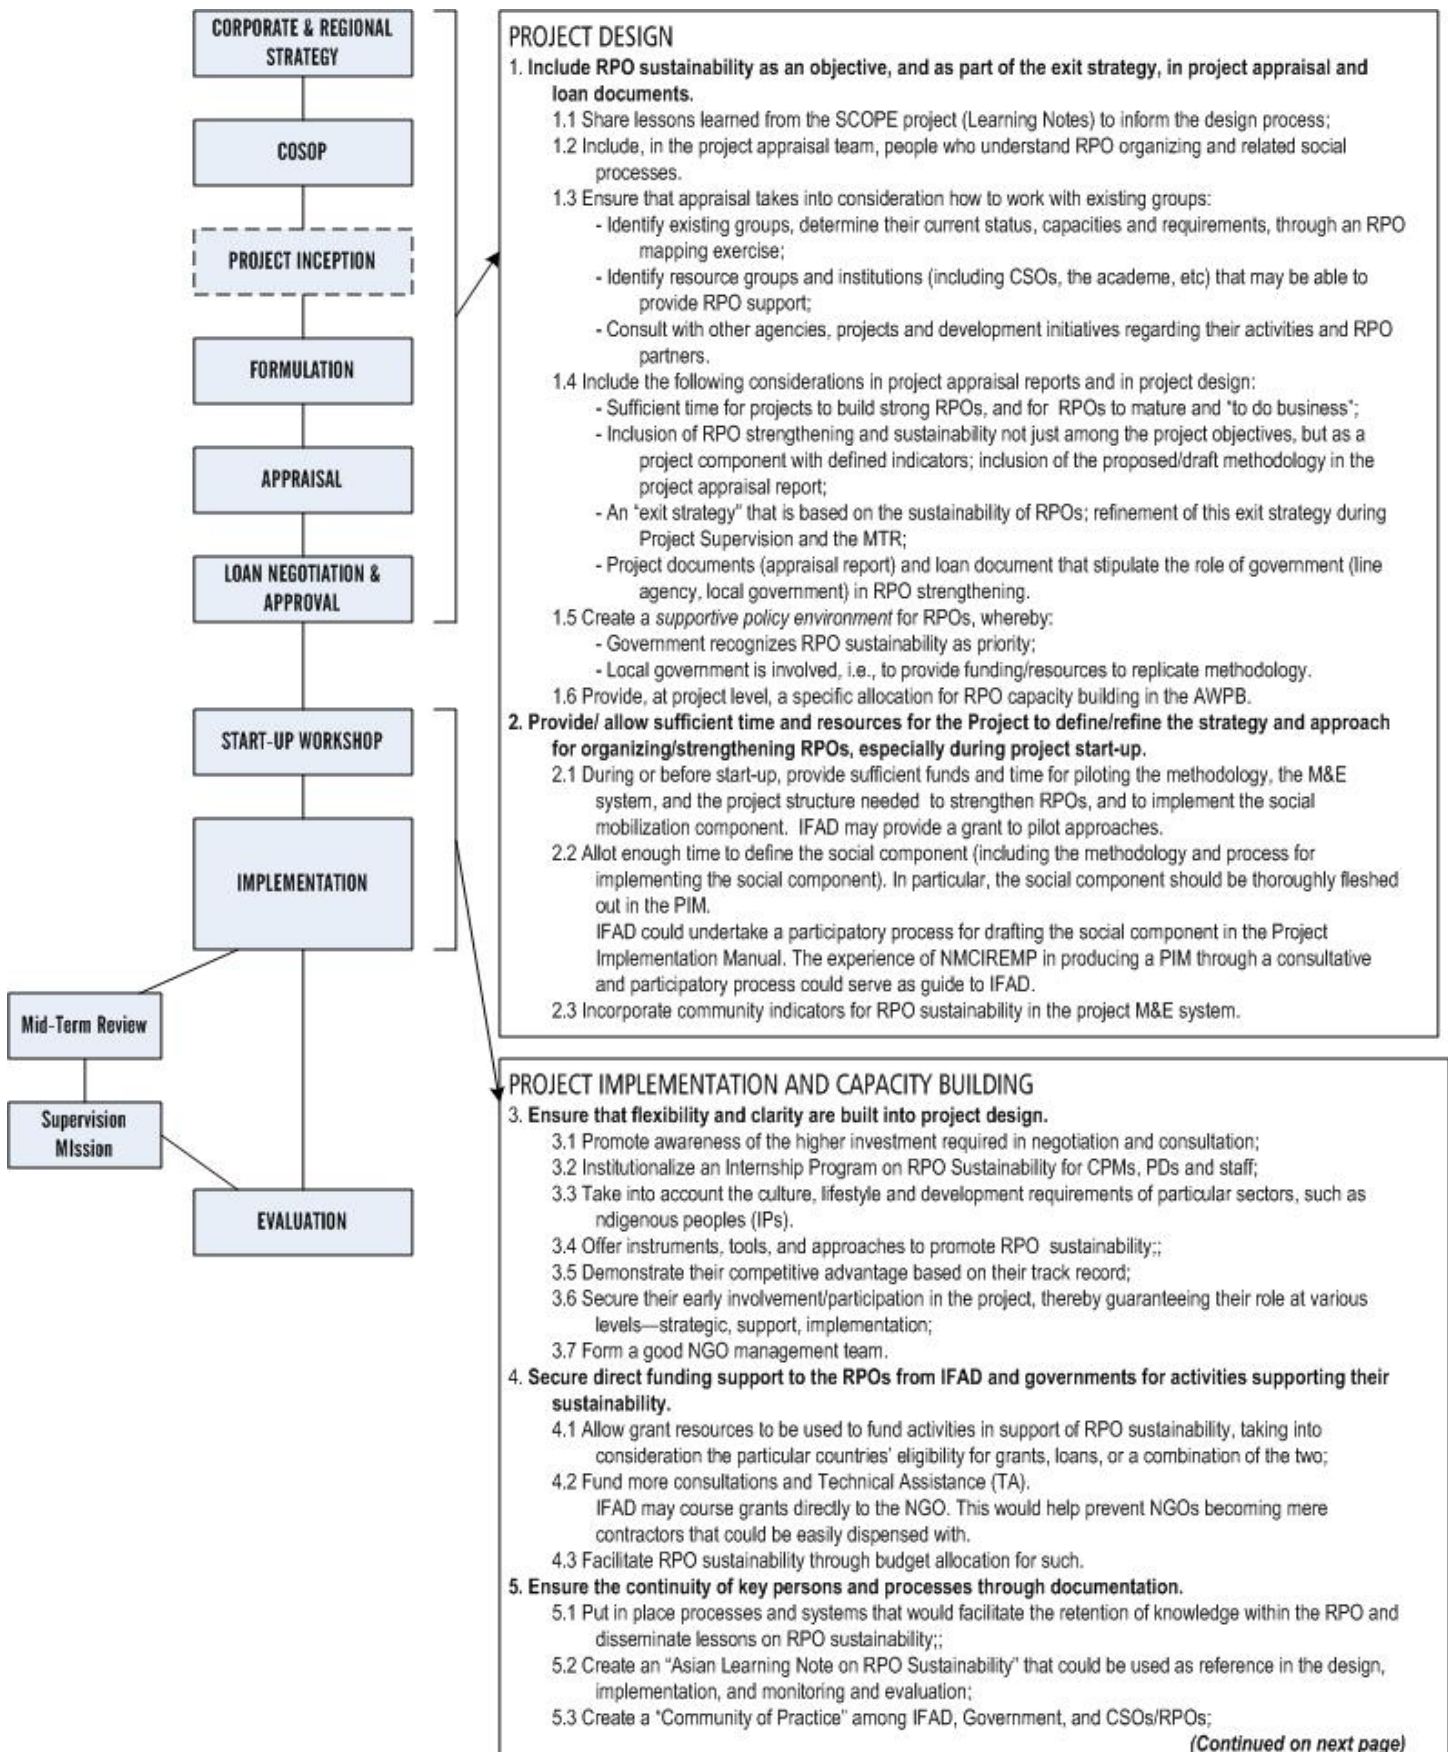 CORPORATE & REGIONAL
STRATEGY
COSOP
PROJECT INCEPTION
FORMULATION
APPRAISAL
LOAN NEGOTIATION &
APPROVAL
START-UP WORKSHOP
IMPLEMENTATION
Mid-Term Review
Supervision
MIssion
EVALUATION
PROJECT DESIGN
1. Include RPO sustainability as an objective, and as part of the exit strategy, in project appraisal and
loan documents.
1.1 Share lessons learned from the SCOPE project (Learning Notes) to inform the design process;
1.2 Include, in the project appraisal team, people who understand RPO organizing and related social
processes.
1.3 Ensure that appraisal takes into consideration how to work with existing groups:
- Identify existing groups, determine their current status, capacities and requirements, through an RPO
mapping exercise;
- Identify resource groups and institutions (including CSOs, the academe, etc) that may be able to
provide RPO support;
- Consult with other agencies, projects and development initiatives regarding their activities and RPO
partners.
1.4 Include the following considerations in project appraisal reports and in project design:
- Sufficient time for projects to build strong RPOs, and for RPOs to mature and "to do business";
- Inclusion of RPO strengthening and sustainability not just among the project objectives, but as a
project component with defined indicators; inclusion of the proposed/draft methodology in the
project appraisal report;
- An "exit strategy" that is based on the sustainability of RPOs; refinement of this exit strategy during
Project Supervision and the MTR;
- Project documents (appraisal report) and loan document that stipulate the role of government (line
agency, local government) in RPO strengthening.
1.5 Create a supportive policy environment for RPOs, whereby:
- Government recognizes RPO sustainability as priority;
- Local government is involved, i.e., to provide funding/resources to replicate methodology.
1.6 Provide, at project level, a specific allocation for RPO capacity building in the AWPB.
2. Provide/ allow sufficient time and resources for the Project to define/refine the strategy and approach
for organizing/strengthening RPOs, especially during project start-up.
2.1 During or before start-up, provide sufficient funds and time for piloting the methodology, the M&E
system, and the project structure needed to strengthen RPOs, and to implement the social
mobilization component. IFAD may provide a grant to pilot approaches.
2.2 Allot enough time to define the social component (including the methodology and process for
implementing the social component). In particular, the social component should be thoroughly fleshed
out in the PIM.
IFAD could undertake a participatory process for drafting the social component in the Project
Implementation Manual. The experience of NMCIREMP in producing a PIM through a consultative
and participatory process could serve as guide to IFAD.
2.3 Incorporate community indicators for RPO sustainability in the project M&E system.
PROJECT IMPLEMENTATION AND CAPACITY BUILDING
3. Ensure that flexibility and clarity are built into project design.
3.1 Promote awareness of the higher investment required in negotiation and consultation;
3.2 Institutionalize an Internship Program on RPO Sustainability for CPMs, PDs and staff;
3.3 Take into account the culture, lifestyle and development requirements of particular sectors, such as
ndigenous peoples (IPs).
3.4 Offer instruments, tools, and approaches to promote RPO sustainability;;
3.5 Demonstrate their competitive advantage based on their track record;
3.6 Secure their early involvement/participation in the project, thereby guaranteeing their role at various
levels—strategic, support, implementation;
3.7 Form a good NGO management team.
4. Secure direct funding support to the RPOs from IFAD and governments for activities supporting their
sustainability.
4.1 Allow grant resources to be used to fund activities in support of RPO sustainability, taking into
consideration the particular countries' eligibility for grants, loans, or a combination of the two;
4.2 Fund more consultations and Technical Assistance (TA).
IFAD may course grants directly to the NGO. This would help prevent NGOs becoming mere
contractors that could be easily dispensed with.
4.3 Facilitate RPO sustainability through budget allocation for such.
5. Ensure the continuity of key persons and processes through documentation.
5.1 Put in place processes and systems that would facilitate the retention of knowledge within the RPO and
disseminate lessons on RPO sustainability;;
5.2 Create an "Asian Learning Note on RPO Sustainability" that could be used as reference in the design,
implementation, and monitoring and evaluation;
5.3 Create a "Community of Practice" among IFAD, Government, and CSOs/RPOs;
(Continued on next page)